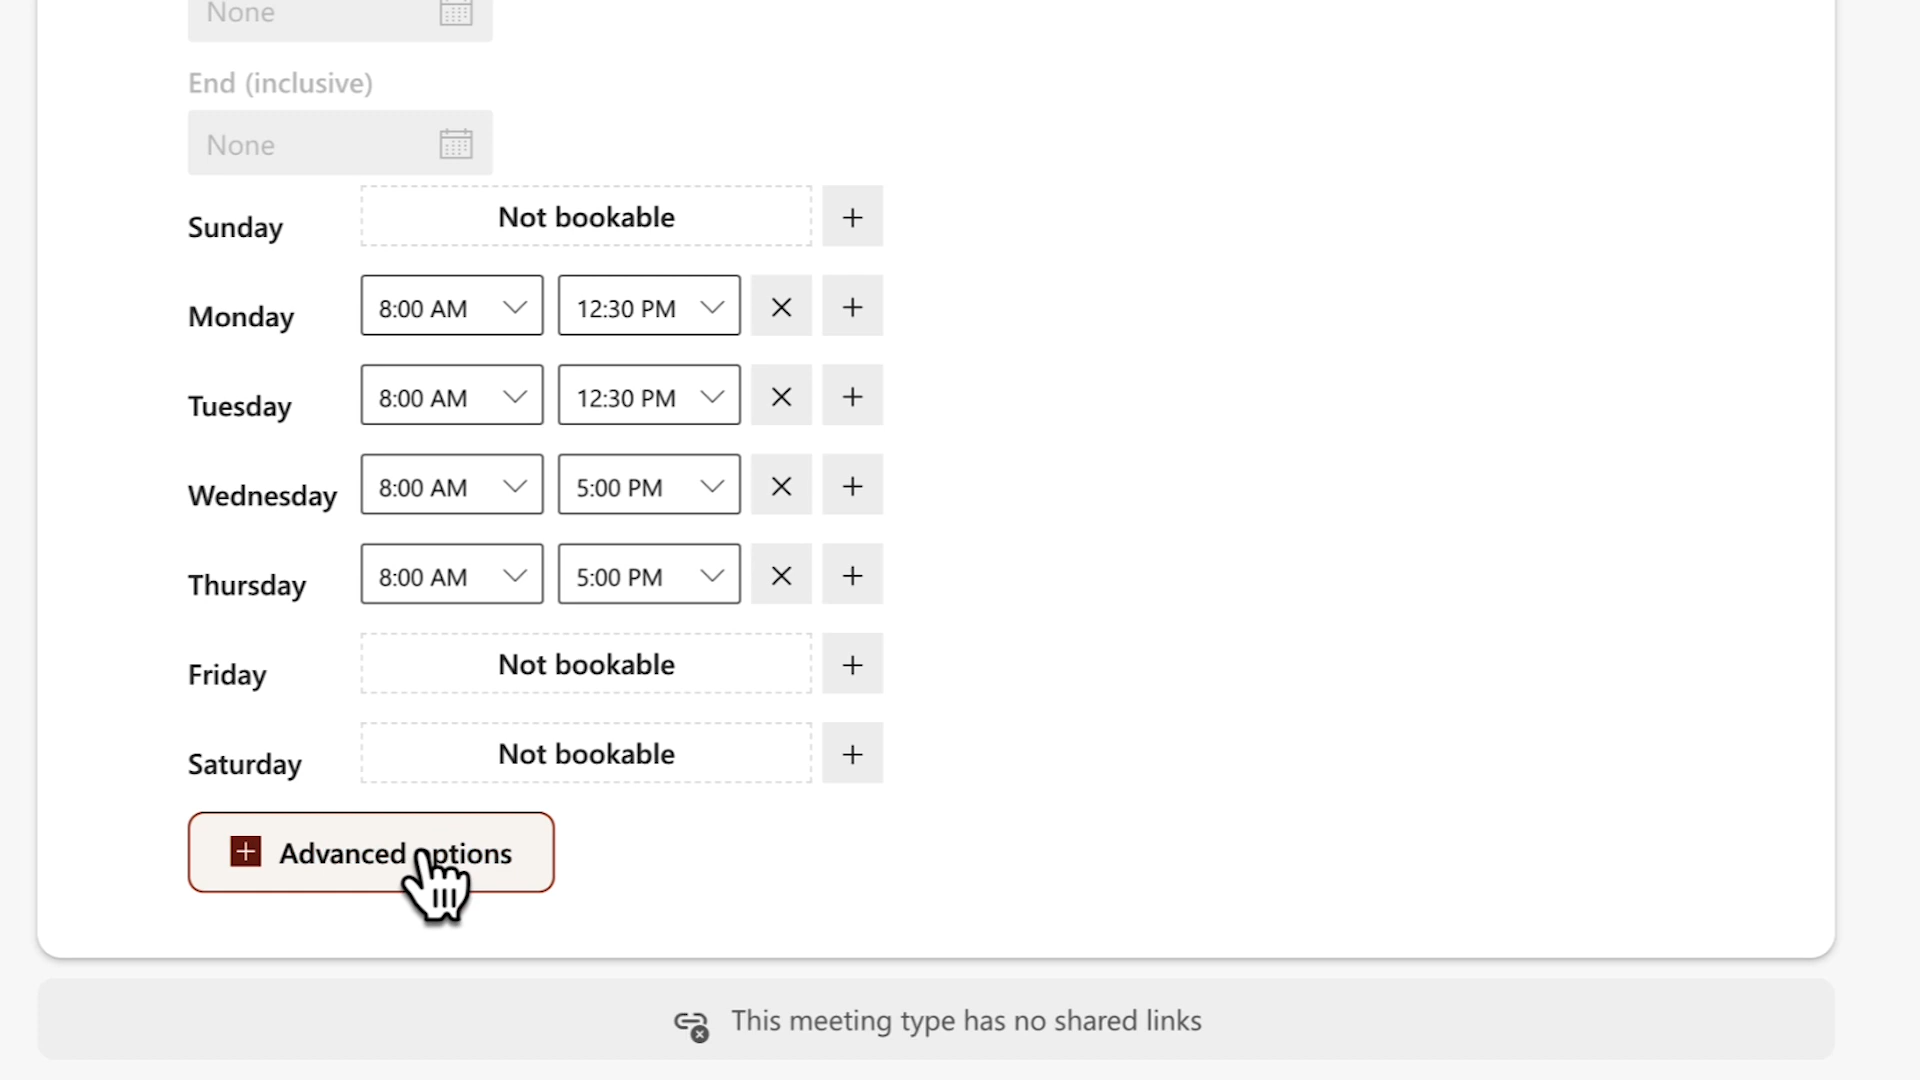 None
End (inclusive)
None
Sunday Not bookable
Monday 8:00 AM 12:30 PM
Tuesday 8:00 AM 12:30 PM
Wednesday 8:00 AM 5:00 PM
Thursday 8:00 AM 5:00 PM
Friday Not bookable
Saturday Not bookable
Advanced options
This meeting type has no shared links